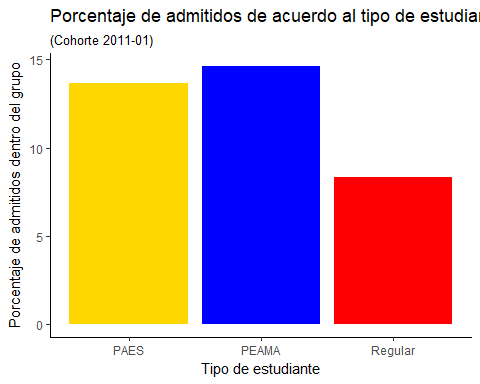 Porcentaje de admitidos de acuerdo al tipo de estudian
(Cohorte 2011-01)
Porcentaje de admitidos dentro del grupo
15
10
5
0
PAES PEAMA Regular
Tipo de estudiante